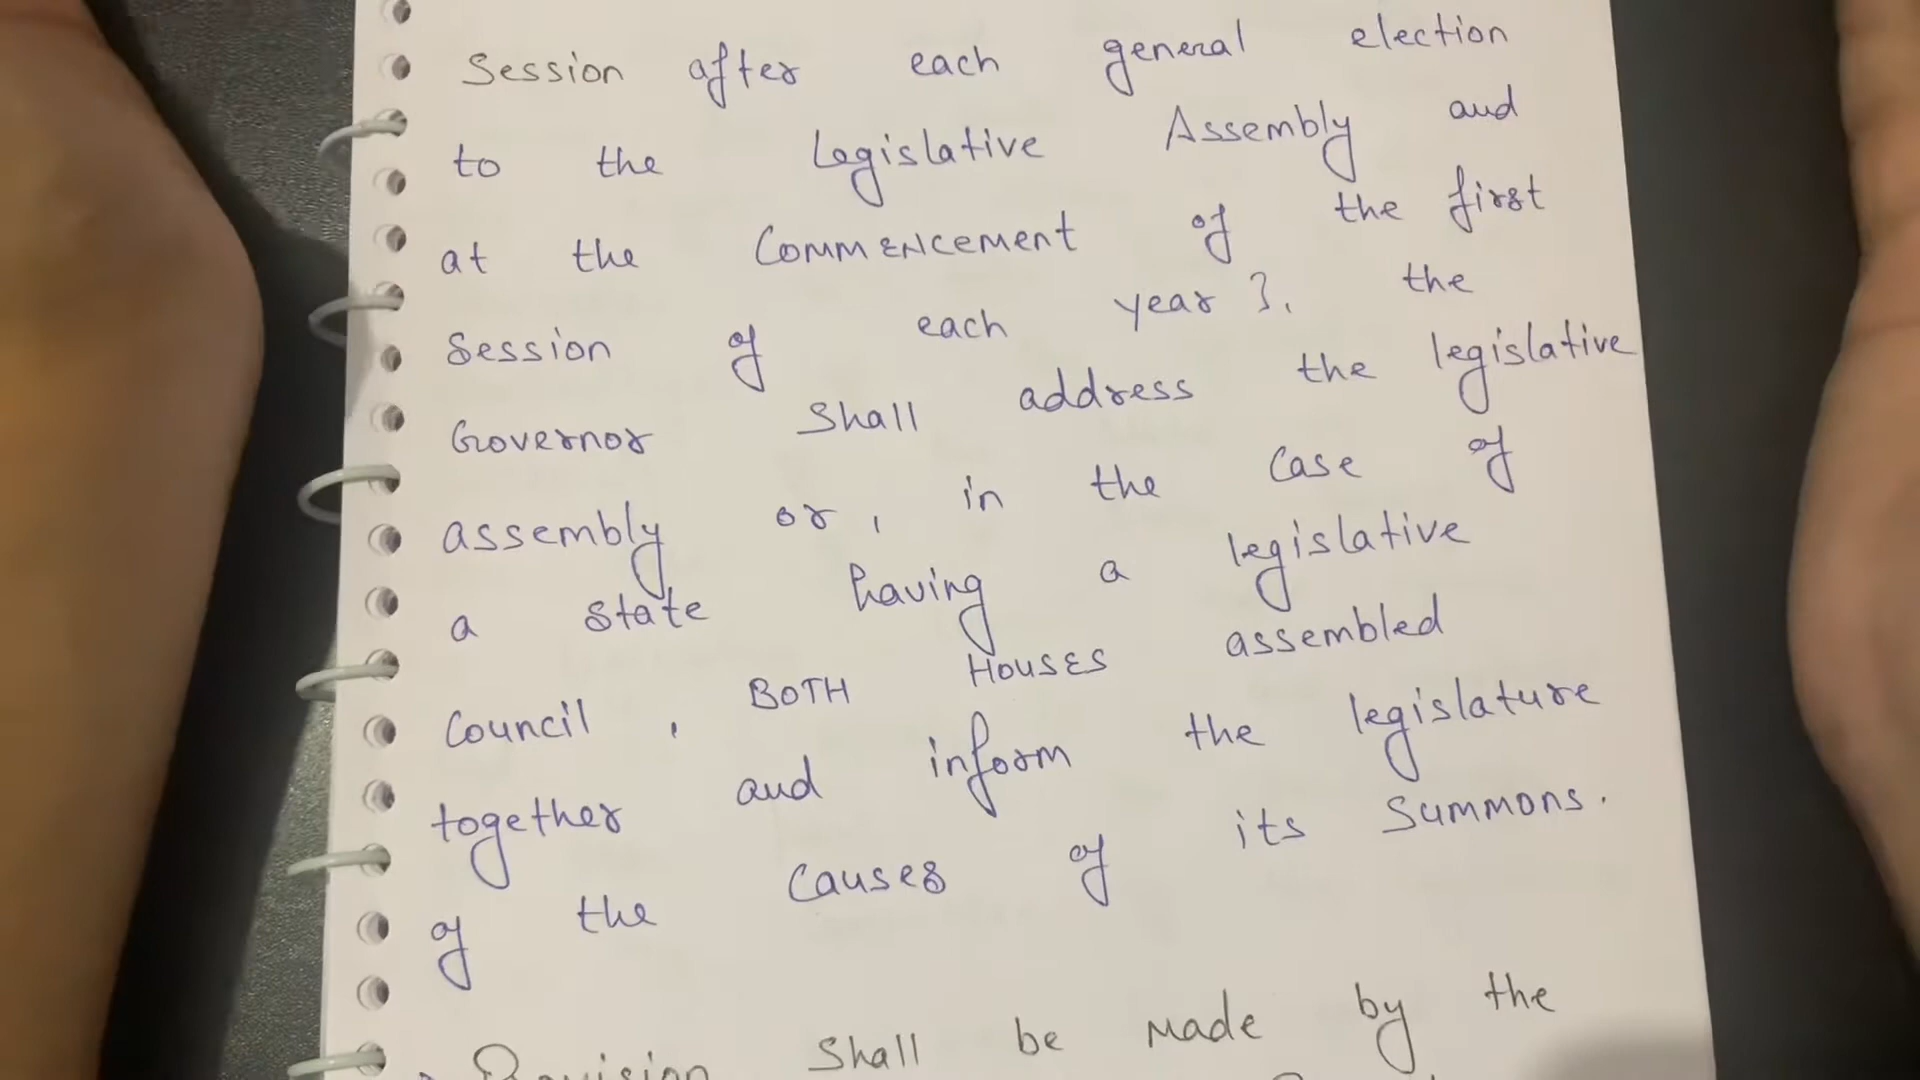 Session after each general election
to the Legislative Assembly and
at the Commencement of the first
Session of each year }, the
Governor Shall address the legislative
assembly or, in the Case of
a state having a legislative
Council, BOTH HOUSES assembled
together and inform the legislature
of the Causes of its Summons.
Provision Shall be Made by the